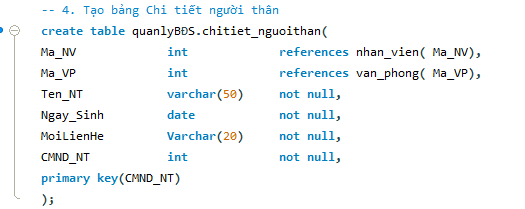 -- 4. Tạo bảng Chi tiết người thân
create table quanlyBĐS.chitiet_nguoithan(
Ma_NV int references nhan_vien( Ma_NV),
Ma_VP int references van_phong( Ma_VP),
Ten_NT varchar(50) not null,
Ngay_Sinh date not null,
MoiLienHe Varchar(20) not null,
CMND_NT int not null,
primary key(CMND_NT)
);